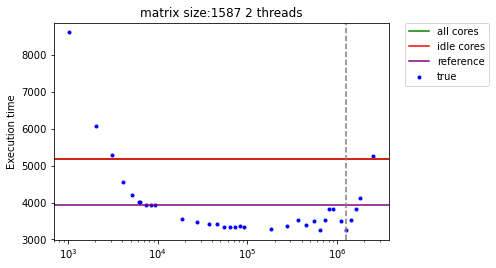 matrix size:1587 2 threads
Execution time
8000
7000
6000
5000
4000
3000
10³
10⁴
10⁵
10⁶
all cores
idle cores
reference
true